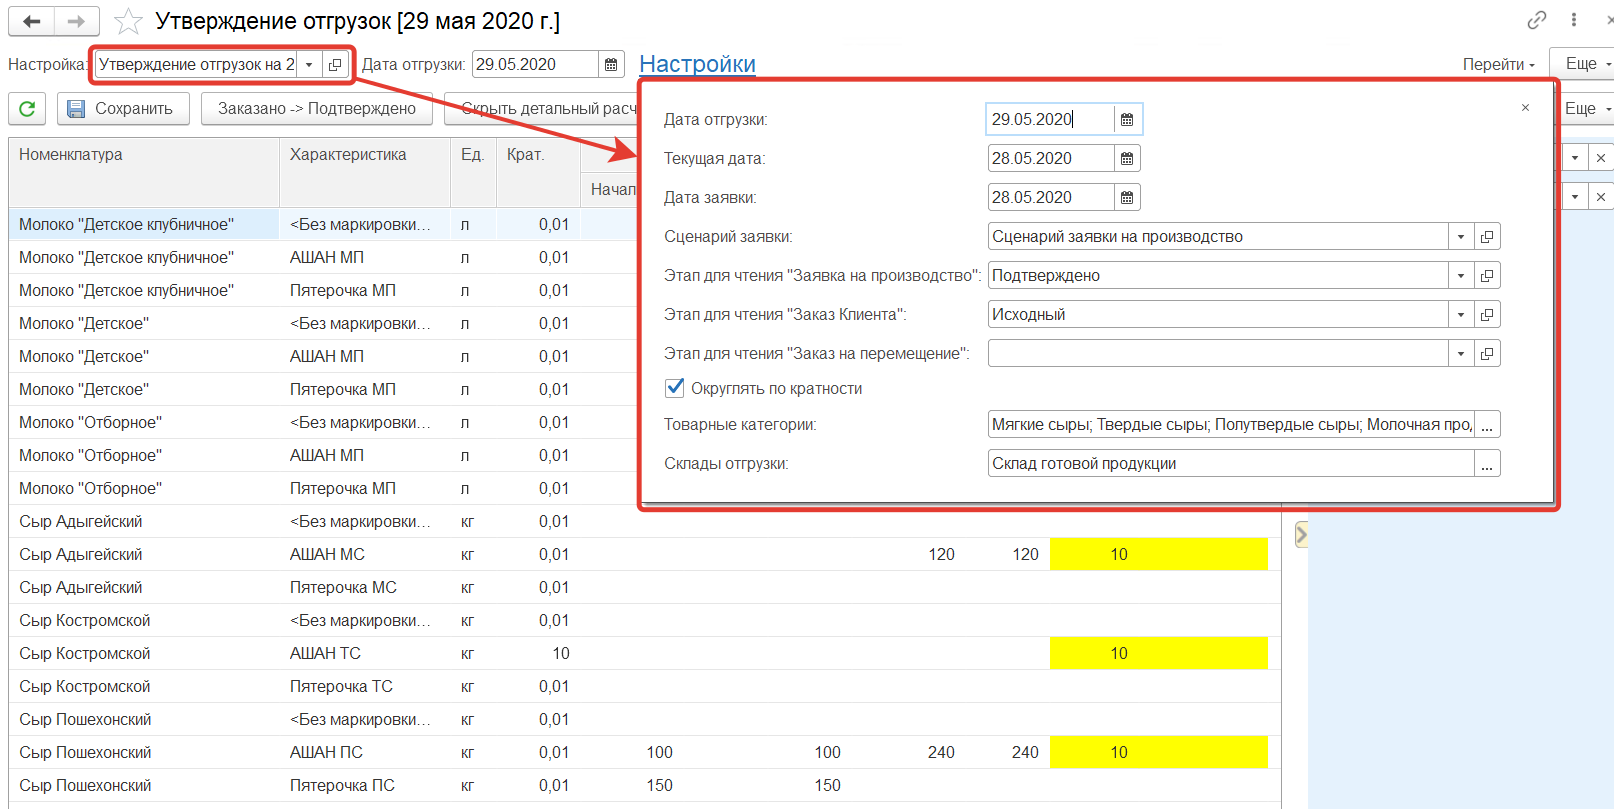 Утверждение отгрузок [29 мая 2020 г.]
Настройка: Утверждение отгрузок на 2 Дата отгрузки: 29.05.2020 Настройки Перейти Еще
Сохранить Заказано -> Подтверждено Скрыть детальный расч Еще
Номенклатура Характеристика Ед. Крат.
Начал
Дата отгрузки: 29.05.2020
Текущая дата: 28.05.2020
Дата заявки: 28.05.2020
Сценарий заявки: Сценарий заявки на производство
Этап для чтения "Заявка на производство": Подтверждено
Этап для чтения "Заказ Клиента": Исходный
Этап для чтения "Заказ на перемещение":
Округлять по кратности
Товарные категории: Мягкие сыры; Твердые сыры; Полутвердые сыры; Молочная прод ...
Склады отгрузки: Склад готовой продукции ...
Молоко "Детское клубничное" <Без маркировки... л 0,01
Молоко "Детское клубничное" АШАН МП л 0,01
Молоко "Детское клубничное" Пятерочка МП л 0,01
Молоко "Детское" <Без маркировки... л 0,01
Молоко "Детское" АШАН МП л 0,01
Молоко "Детское" Пятерочка МП л 0,01
Молоко "Отборное" <Без маркировки... л 0,01
Молоко "Отборное" АШАН МП л 0,01
Молоко "Отборное" Пятерочка МП л 0,01
Сыр Адыгейский <Без маркировки... кг 0,01
Сыр Адыгейский АШАН МС кг 0,01 120 120 10
Сыр Адыгейский Пятерочка МС кг 0,01
Сыр Костромской <Без маркировки... кг 0,01
Сыр Костромской АШАН ТС кг 10 10
Сыр Костромской Пятерочка ТС кг 0,01
Сыр Пошехонский <Без маркировки... кг 0,01
Сыр Пошехонский АШАН ПС кг 0,01 100 100 240 240 10
Сыр Пошехонский Пятерочка ПС кг 0,01 150 150